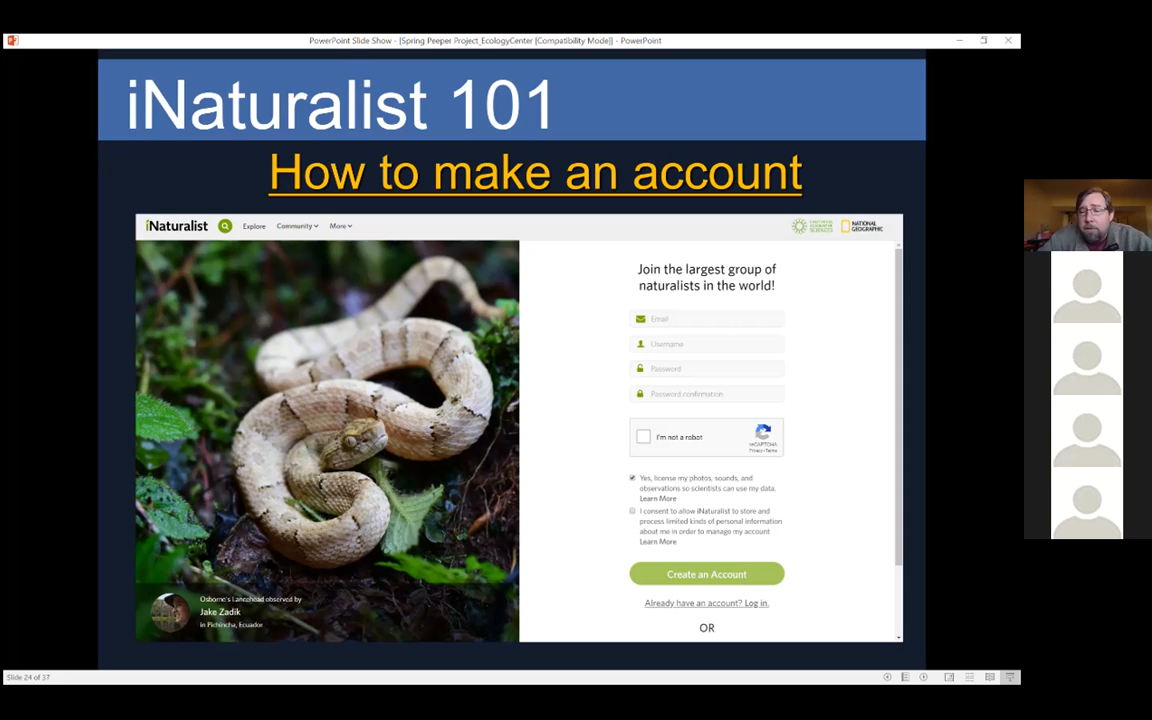 PowerPoint Slide Show - [Spring Peeper Project_EcologyCenter [Compatibility Mode]] - PowerPoint
iNaturalist 101
How to make an account
iNaturalist Explore Community More
NATIONAL
GEOGRAPHIC
Join the largest group of
naturalists in the world!
Email
Username
Password
Password confirmation
I'm not a robot
reCAPTCHA
Privacy - Terms
Yes, license my photos, sounds, and
observations so scientists can use my data.
Learn More
I consent to allow iNaturalist to store and
process limited kinds of personal information
about me in order to manage my account
Learn More
Create an Account
Already have an account? Log in.
OR
Osborne's Lancehead observed by
Jake Zadik
in Pichincha, Ecuador
Slide 24 of 37